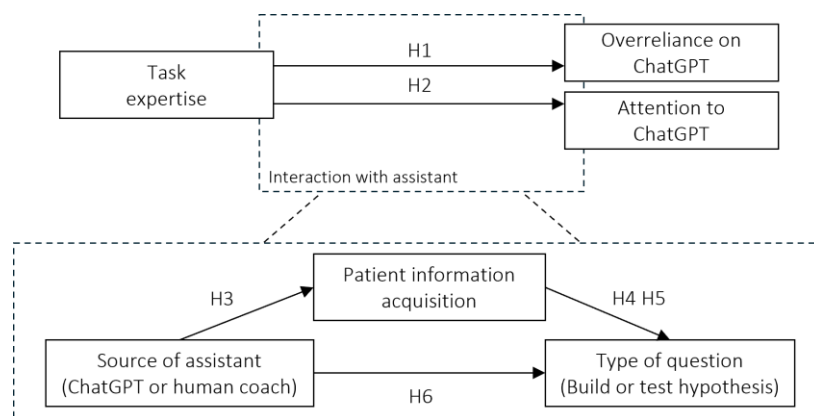 Task
expertise
H1
H2
Overreliance on
ChatGPT
Attention to
ChatGPT
Interaction with assistant
H3
Patient information
acquisition
H4 H5
Source of assistant
(ChatGPT or human coach)
H6
Type of question
(Build or test hypothesis)